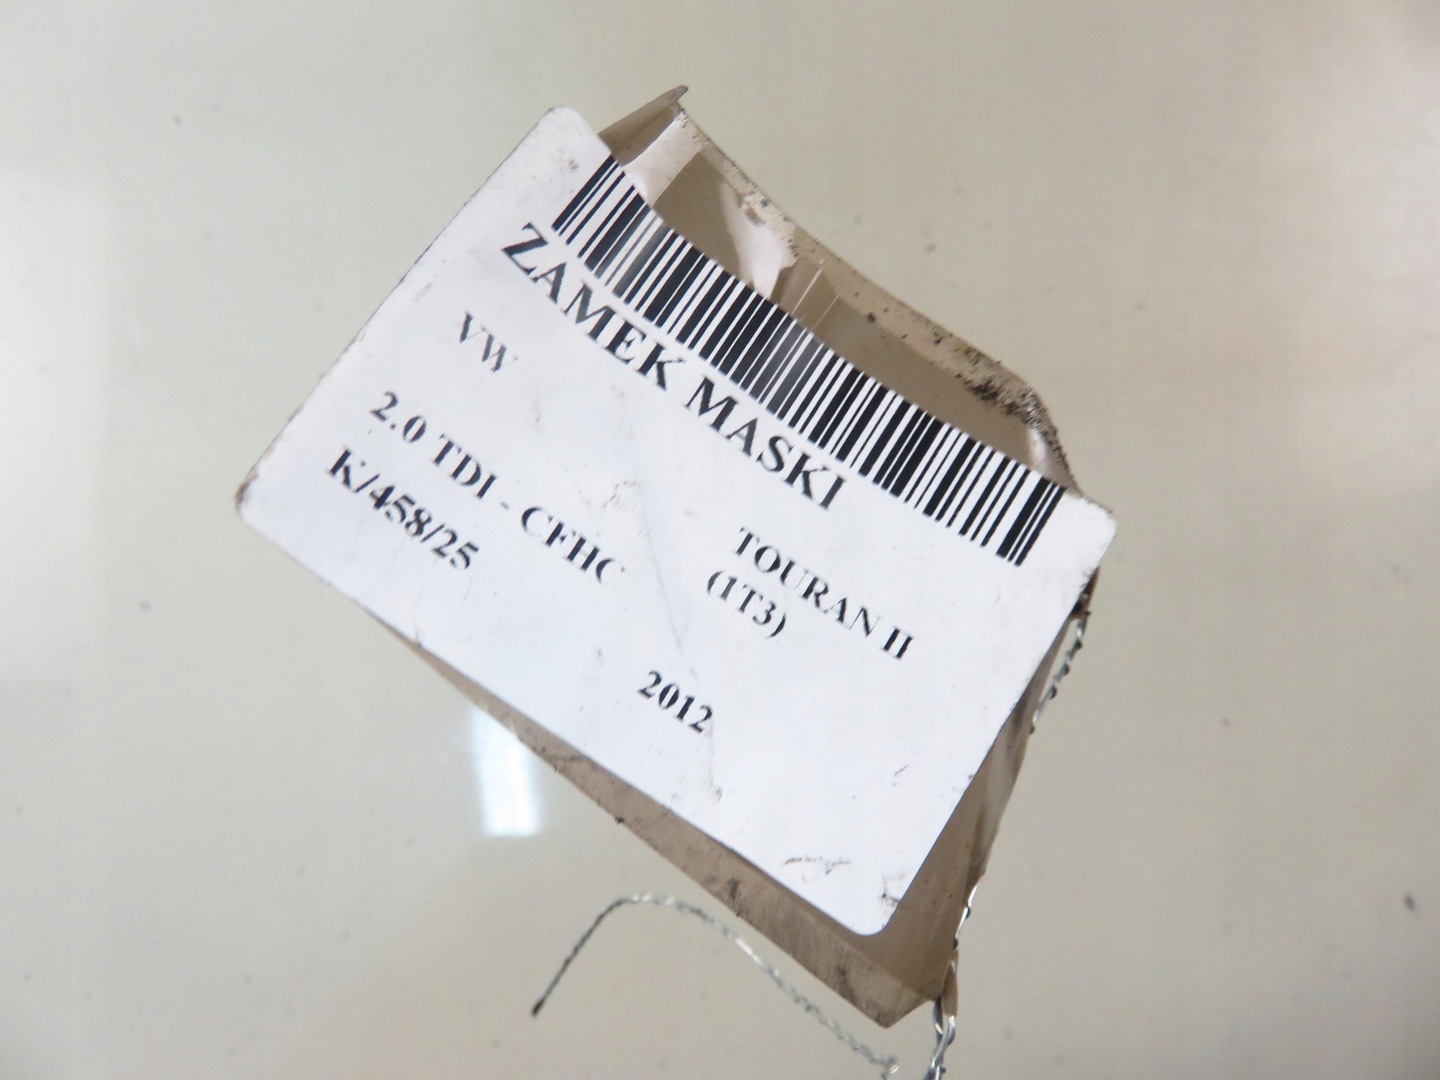 ZAMEK MASKI
VW
TOURAN II
(1T3)
2.0 TDI - CFHC
2012
K/458/25